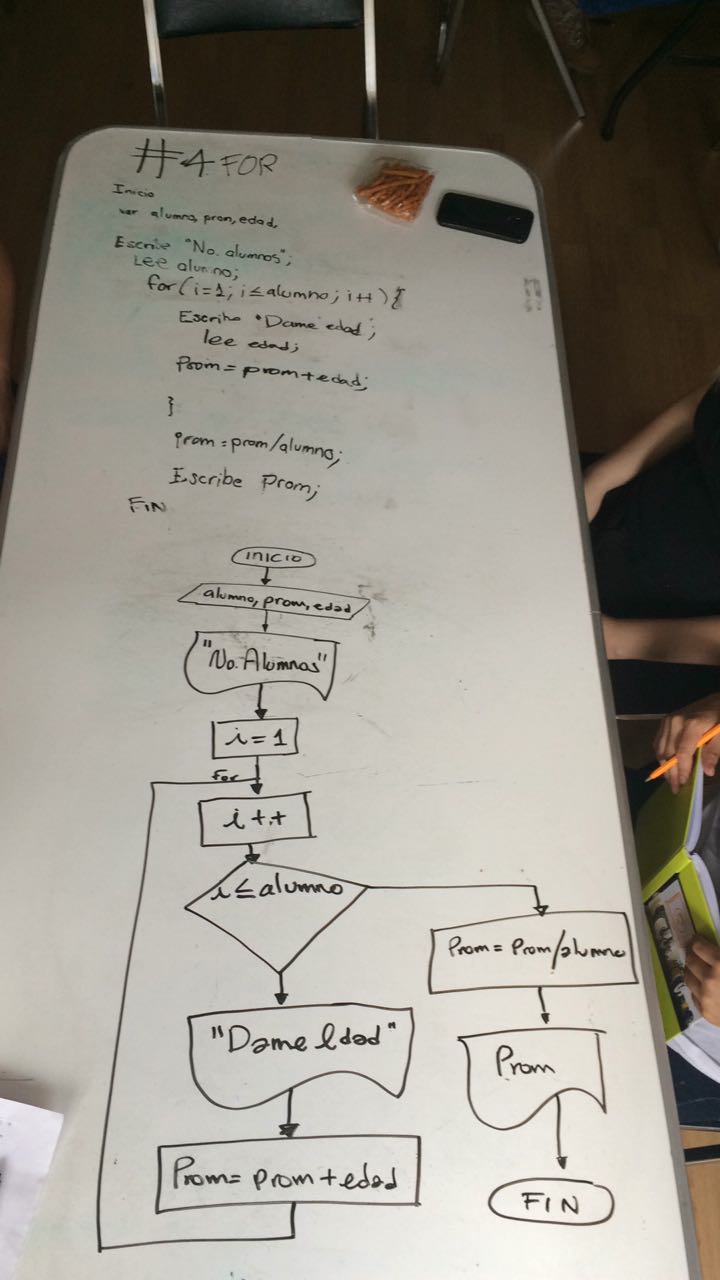 #4 FOR
Inicio
var alumno, prom, edad,
Escribe "No. alumnos";
Lee alumno;
for(i=1; i≤alumno; i++){
Escribe "Dame edad;
lee edad;
Prom = prom+edad;
}
Prom = prom/alumno;
Escribe Prom;
FIN
INICIO
alumno, prom, edad
"No. Alumnos"
i=1
for
i++
i≤alumno
Prom = Prom/alumno
"Dame Edad"
Prom
Prom= prom+edad
FIN